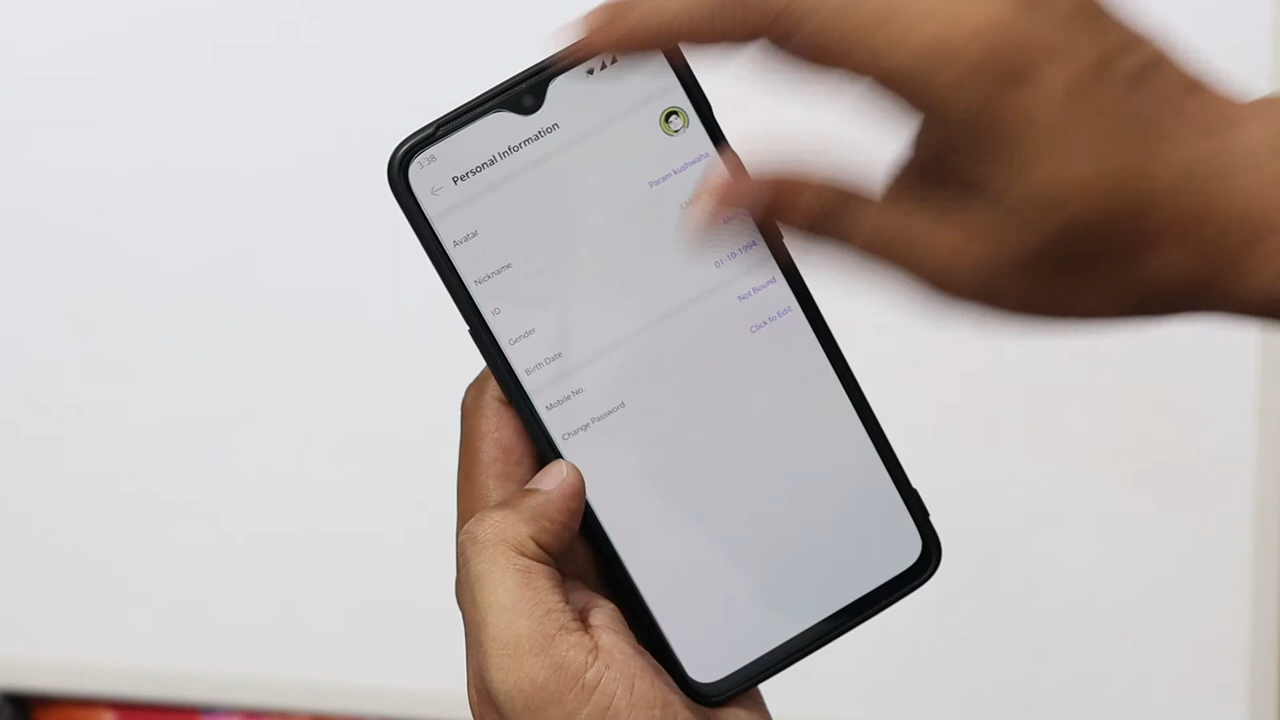 3:38
Personal Information
Avatar
Nickname
Param kushwaha
ID
Gender
Birth Date
01-10-1994
Mobile No.
Not Bound
Change Password
Click to Edit